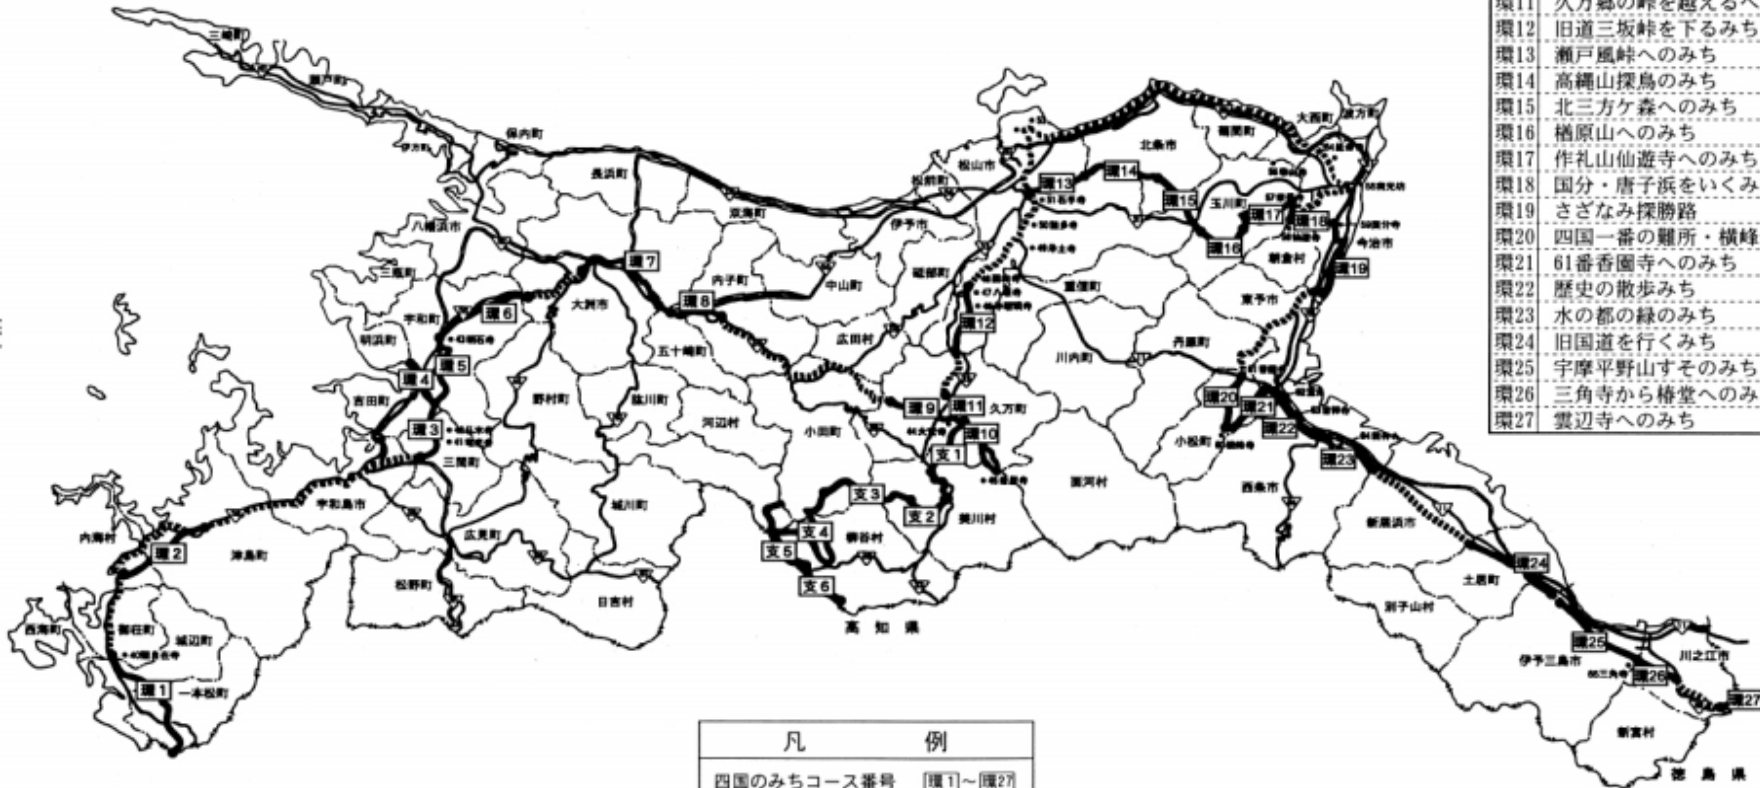 環11 久万郷の峠を越えるへ
環12 旧道三坂峠を下るみち
環13 瀬戸風峠へのみち
環14 高縄山探鳥のみち
環15 北三方ケ森へのみち
環16 楢原山へのみち
環17 作礼山仙遊寺へのみち
環18 国分・唐子浜をいくみ
環19 さざなみ探勝路
環20 四国一番の難所・横峰
環21 61番香園寺へのみち
環22 歴史の散歩みち
環23 水の都の緑のみち
環24 旧国道を行くみち
環25 宇摩平野山すそのみち
環26 三角寺から椿堂へのみ
環27 雲辺寺へのみち
三崎町
瀬戸町
伊方町
保内町
長浜町
双海町
松前町
松山市
北条市
菊間町
大西町
波方町
八幡浜市
三瓶町
宇和町
明浜町
吉田町
大洲市
内子町
中山町
伊予市
砥部町
重信町
玉川町
朝倉村
今治市
東予市
丹原町
川内町
広田村
五十崎町
野村町
肱川町
河辺村
小田町
久万町
面河村
小松町
西条市
新居浜市
三間町
宇和島市
津島町
内海村
広見町
城川町
柳谷村
美川村
松野町
日吉村
土居町
別子山村
伊予三島市
川之江市
新宮村
西海町
御荘町
城辺町
一本松町
高知県
徳島県
環1
環2
環3
環4
環5
環6
環7
環8
環9
環10
環11
環12
環13
環14
環15
環16
環17
環18
環19
環20
環21
環22
環23
環24
環25
環26
環27
支1
支2
支3
支4
支5
支6
凡 例
四国のみちコース番号 環1～環27